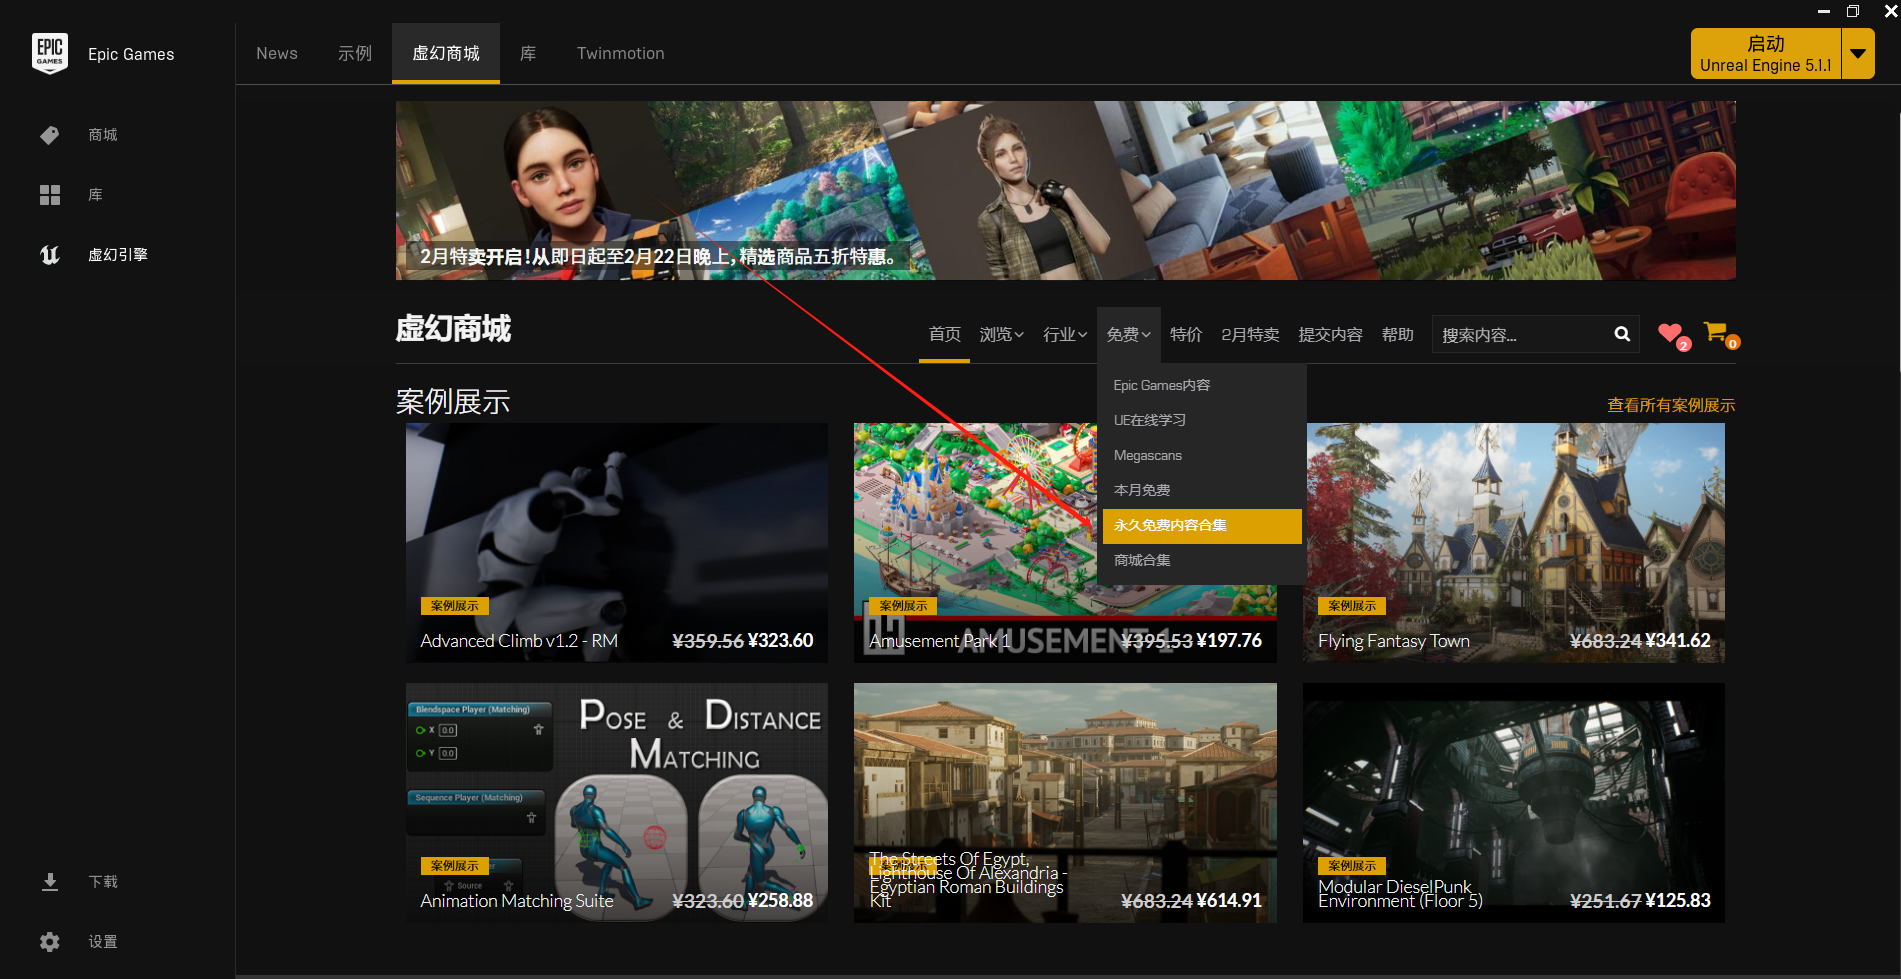 EPIC
GAMES
Epic Games
News
示例
虚幻商城
库
Twinmotion
启动
Unreal Engine 5.1.1
商城
库
虚幻引擎
2月特卖开启！从即日起至2月22日晚上，精选商品五折特惠。
虚幻商城
首页
浏览
行业
免费
特价
2月特卖
提交内容
帮助
搜索内容...
2
0
Epic Games内容
UE在线学习
Megascans
本月免费
永久免费内容合集
商城合集
案例展示
查看所有案例展示
案例展示
Advanced Climb v1.2 - RM
¥359.56 ¥323.60
案例展示
AMUSEMENT 1
Amusement Park 1
¥395.53 ¥197.76
案例展示
Flying Fantasy Town
¥683.24 ¥341.62
Blendspace Player (Matching)
X 0.0
Y 0.0
Sequence Player (Matching)
Source
POSE & DISTANCE
MATCHING
案例展示
Animation Matching Suite
¥323.60 ¥258.88
The Streets Of Egypt,
Lighthouse Of Alexandria -
Egyptian Roman Buildings
Kit
¥683.24 ¥614.91
案例展示
Modular DieselPunk
Environment (Floor 5)
¥251.67 ¥125.83
下载
设置